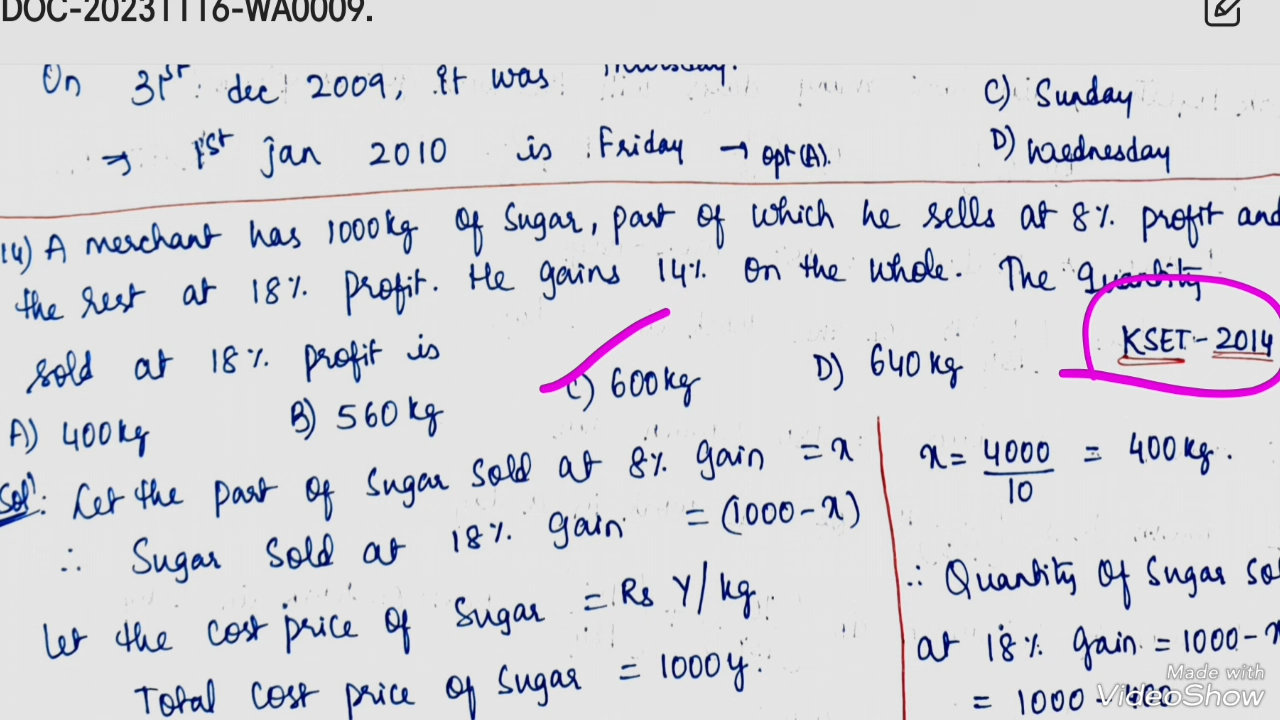 DOC-20231116-WA0009.
On 31st dec 2009, it was Thursday.
C) Sunday
⇒ 1st jan 2010 is Friday → opt(A).
D) Waednesday
14) A merchant has 1000kg of Sugar, part of which he sells at 8% profit and
the rest at 18% profit. He gains 14% on the whole. The quantity
sold at 18% profit is
KSET - 2014
A) 400kg
B) 560kg
C) 600kg
D) 640kg
Sol': Let the part of Sugar Sold at 8% gain = x
∴ Sugar Sold at 18% gain = (1000-x)
Let the cost price of Sugar = Rs Y/kg.
Total cost price of Sugar = 1000y.
x = 4000/10 = 400kg.
∴ Quantity of Sugar
at 18% gain = 1000-x
= 1000-400
Made with
VideoShow